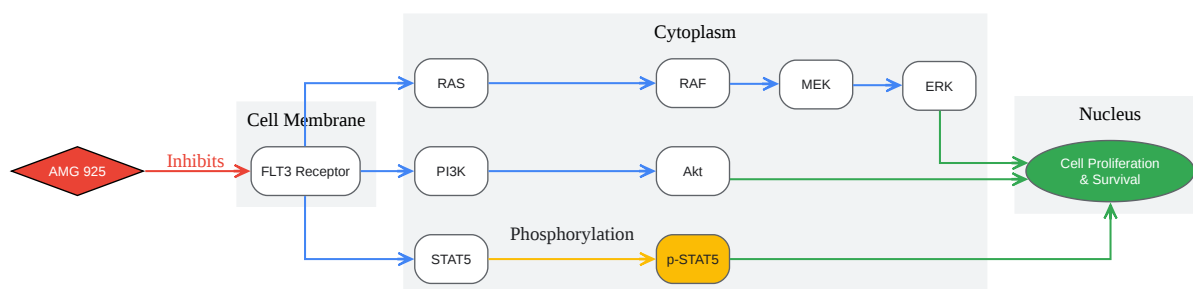 Cytoplasm
RAS
RAF
MEK
ERK
Cell Membrane
Nucleus
AMG 925
Inhibits
FLT3 Receptor
PI3K
Akt
Cell Proliferation
& Survival
Phosphorylation
STAT5
p-STAT5